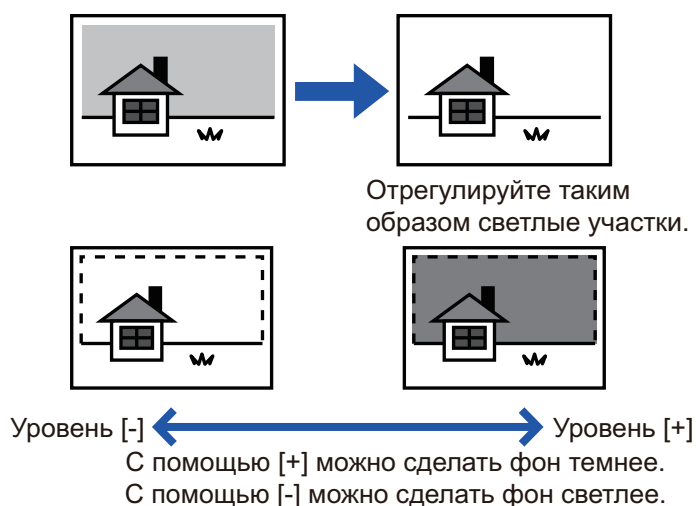 Отрегулируйте таким
образом светлые участки.
Уровень [-] Уровень [+]
С помощью [+] можно сделать фон темнее.
С помощью [-] можно сделать фон светлее.